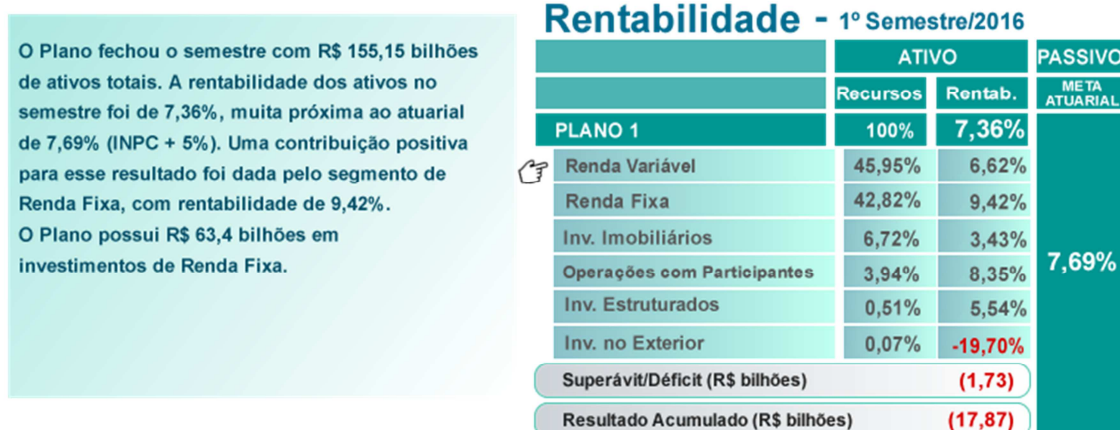 O Plano fechou o semestre com R$ 155,15 bilhões
de ativos totais. A rentabilidade dos ativos no
semestre foi de 7,36%, muita próxima ao atuarial
de 7,69% (INPC + 5%). Uma contribuição positiva
para esse resultado foi dada pelo segmento de
Renda Fixa, com rentabilidade de 9,42%.
O Plano possui R$ 63,4 bilhões em
investimentos de Renda Fixa.
Rentabilidade - 1º Semestre/2016
ATIVO PASSIVO
Recursos Rentab. META ATUARIAL
PLANO 1 100% 7,36%
Renda Variável 45,95% 6,62%
Renda Fixa 42,82% 9,42%
Inv. Imobiliários 6,72% 3,43%
Operações com Participantes 3,94% 8,35%
7,69%
Inv. Estruturados 0,51% 5,54%
Inv. no Exterior 0,07% -19,70%
Superávit/Déficit (R$ bilhões) (1,73)
Resultado Acumulado (R$ bilhões) (17,87)